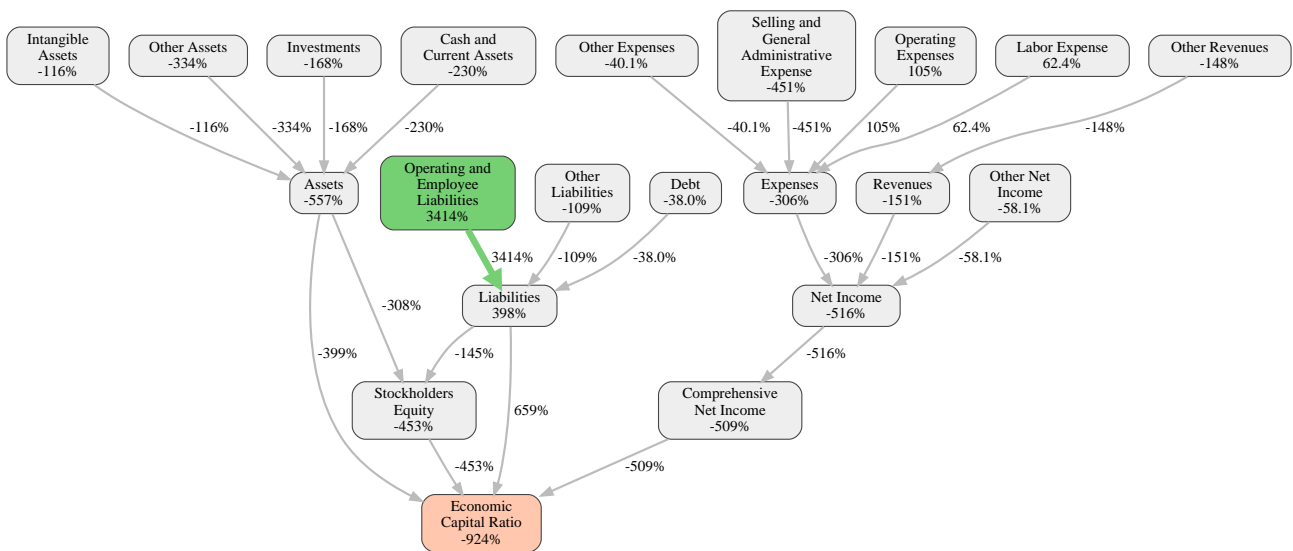 Intangible
Assets
-116%
Other Assets
-334%
Investments
-168%
Cash and
Current Assets
-230%
Other Expenses
-40.1%
Selling and
General
Administrative
Expense
-451%
Operating
Expenses
105%
Labor Expense
62.4%
Other Revenues
-148%
-116%
-334%
-168%
-230%
-40.1%
-451%
105%
62.4%
-148%
Assets
-557%
Operating and
Employee
Liabilities
3414%
Other
Liabilities
-109%
Debt
-38.0%
Expenses
-306%
Revenues
-151%
Other Net
Income
-58.1%
3414%
-109%
-38.0%
-306%
-151%
-58.1%
-308%
Liabilities
398%
Net Income
-516%
-399%
-145%
-516%
Stockholders
Equity
-453%
659%
Comprehensive
Net Income
-509%
-453%
-509%
Economic
Capital Ratio
-924%